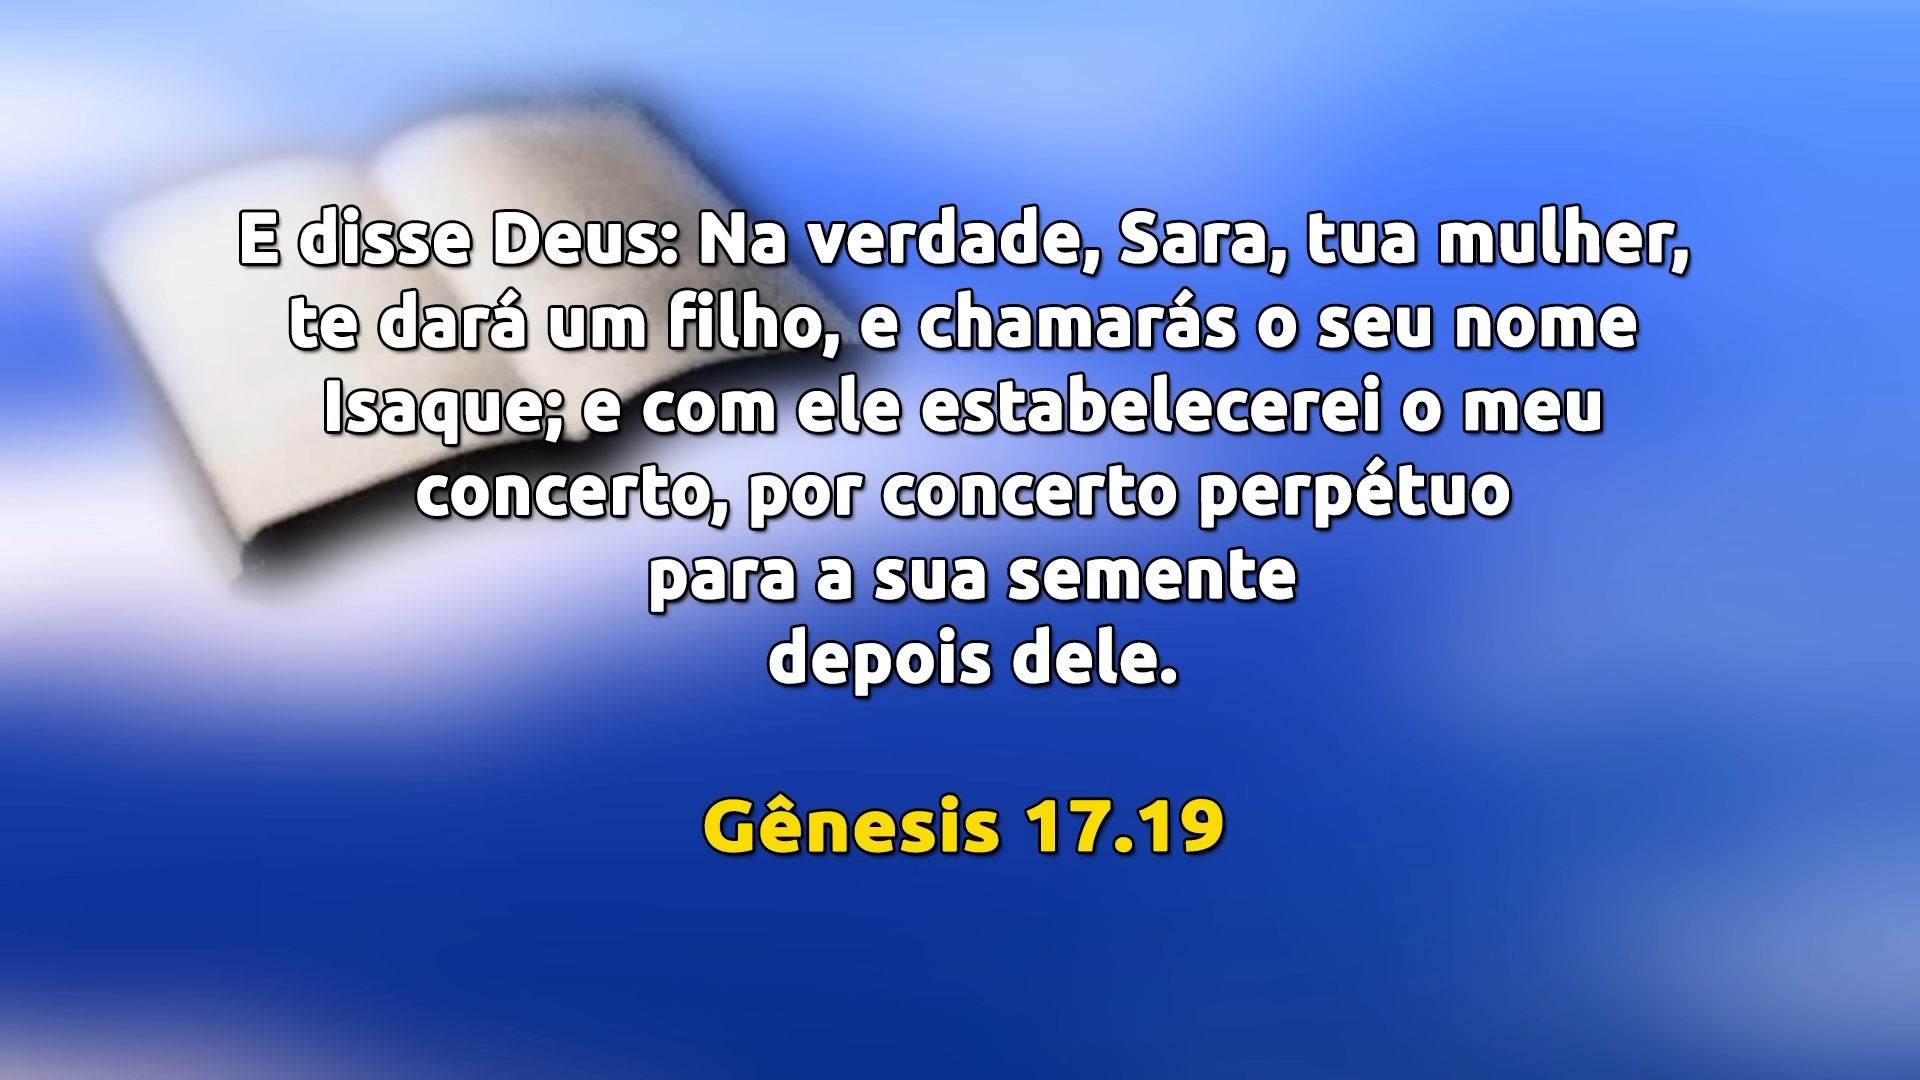 E disse Deus: Na verdade, Sara, tua mulher,
te dará um filho, e chamarás o seu nome
Isaque; e com ele estabelecerei o meu
concerto, por concerto perpétuo
para a sua semente
depois dele.
Gênesis 17.19